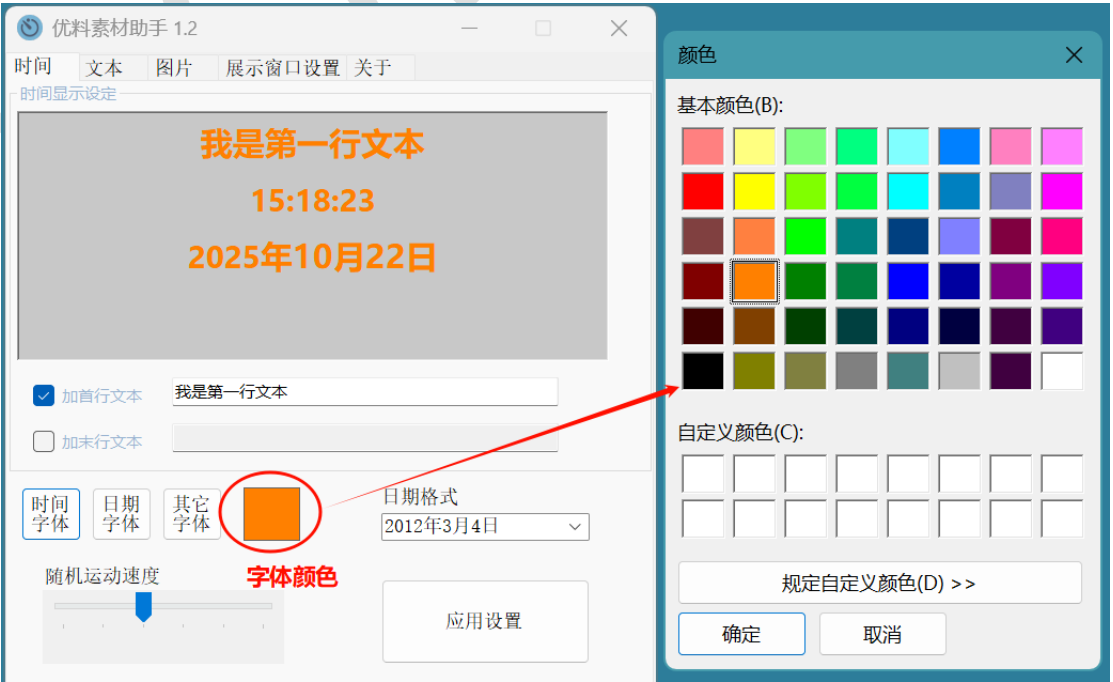 优料素材助手 1.2
时间 文本 图片 展示窗口设置 关于
时间显示设定
我是第一行文本
15:18:23
2025年10月22日
加首行文本 我是第一行文本
加末行文本
时间字体 日期字体 其它字体
日期格式
2012年3月4日
字体颜色
随机运动速度
应用设置
颜色
基本颜色(B):
自定义颜色(C):
规定自定义颜色(D) >>
确定 取消